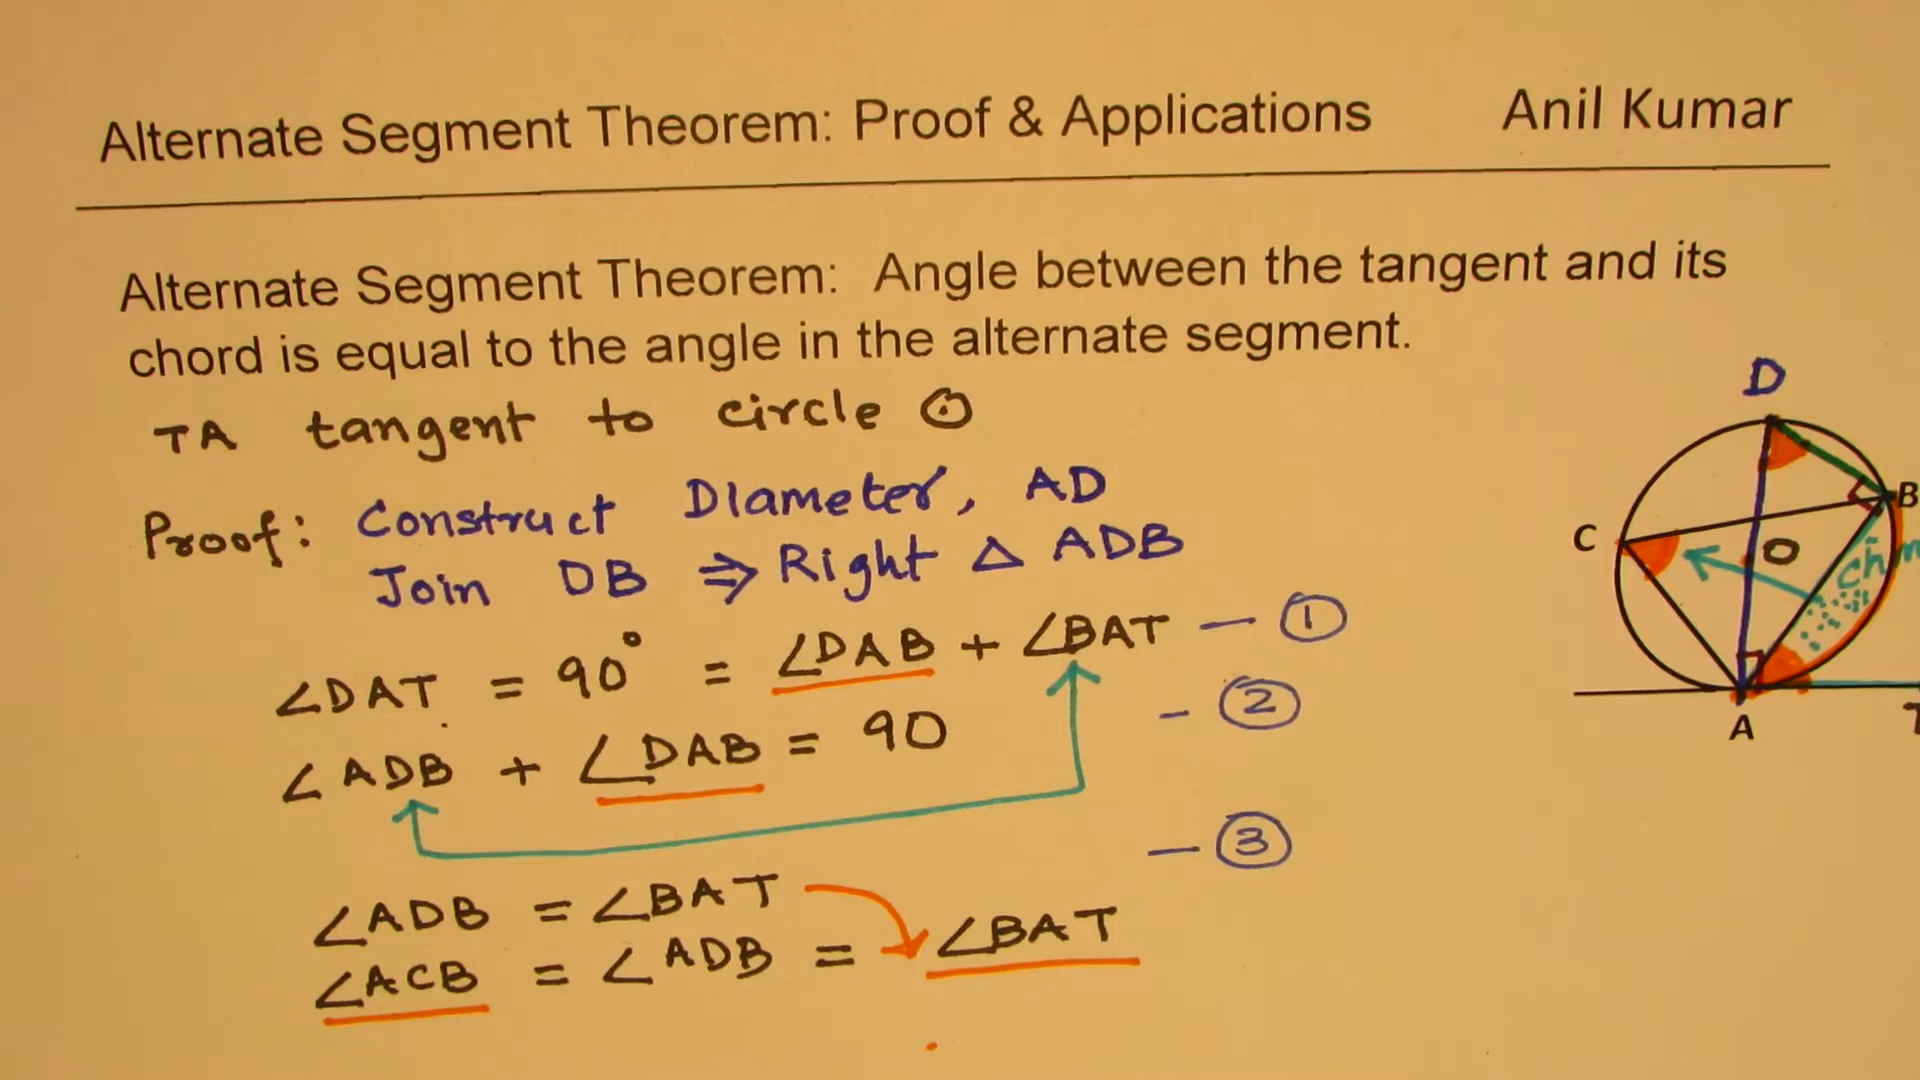 Alternate Segment Theorem: Proof & Applications Anil Kumar
Alternate Segment Theorem: Angle between the tangent and its
chord is equal to the angle in the alternate segment.
TA tangent to circle ⊙
Proof: Construct Diameter, AD
Join DB ⇒ Right △ ADB
∠DAT = 90° = ∠DAB + ∠BAT — ①
∠ADB + ∠DAB = 90 - ②
— ③
∠ADB = ∠BAT
∠ACB = ∠ADB = ∠BAT
D
B
C
O
A